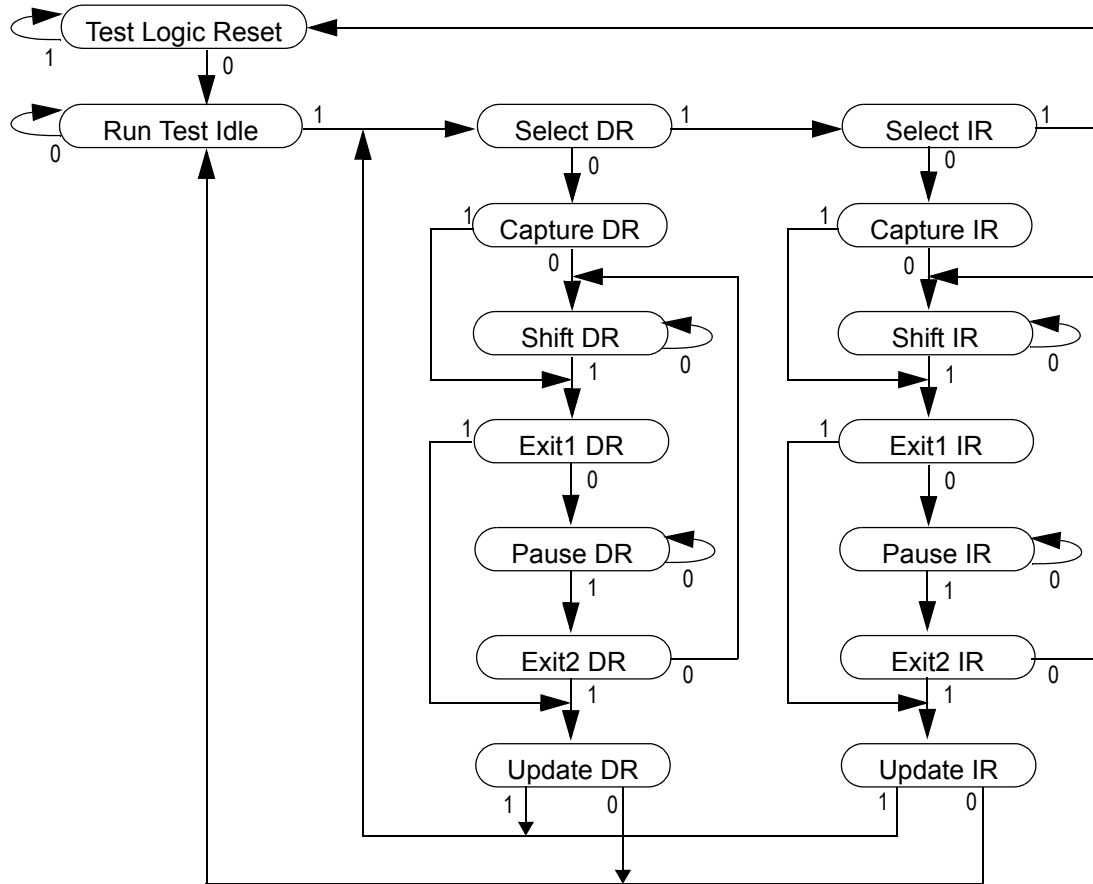 Test Logic Reset
1
0
Run Test Idle
1
0
Select DR
1
0
Select IR
1
0
Capture DR
1
0
Capture IR
1
0
Shift DR
0
1
Shift IR
0
1
Exit1 DR
1
0
Exit1 IR
1
0
Pause DR
0
1
Pause IR
0
1
Exit2 DR
0
1
Exit2 IR
0
1
Update DR
1
0
Update IR
1
0